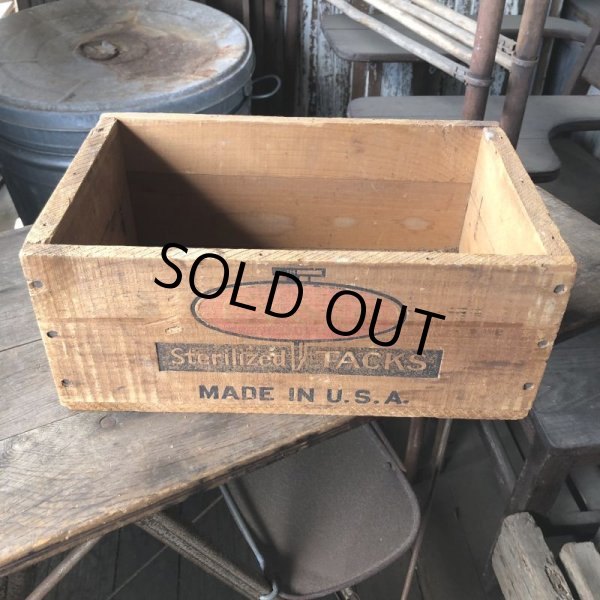 SOLD OUT
Sterilized TACKS
MADE IN U.S.A.